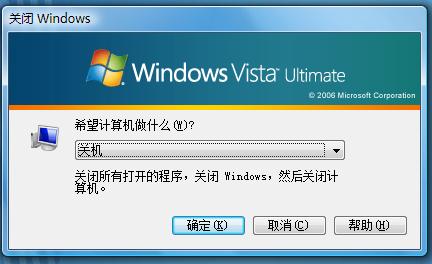 关闭 Windows
Windows Vista Ultimate
© 2006 Microsoft Corporation
希望计算机做什么(W)?
关机
关闭所有打开的程序，关闭 Windows，然后关闭计
算机。
确定(K) 取消(C) 帮助(H)